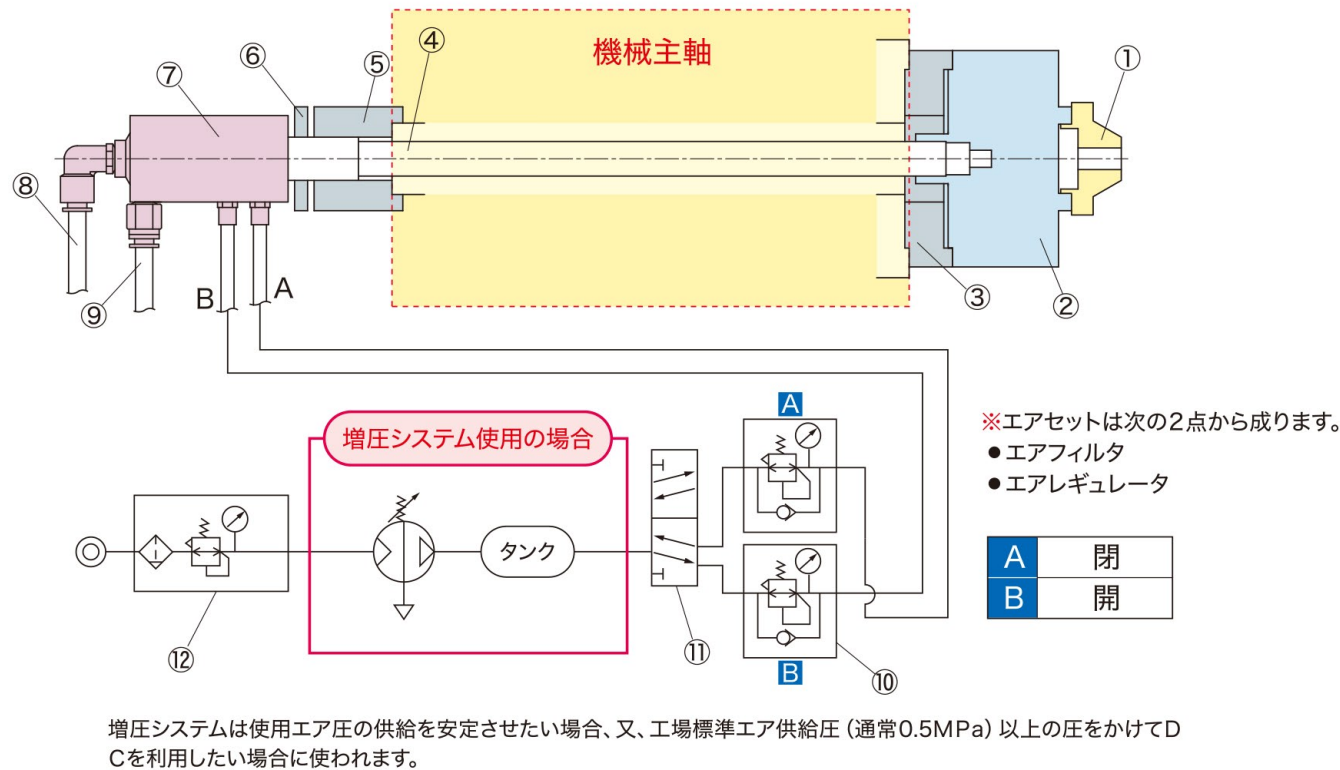 機械主軸
①
②
③
④
⑤
⑥
⑦
⑧
⑨
B
A
増圧システム使用の場合
タンク
A
B
⑩
⑪
⑫
※エアセットは次の2点から成ります。
●エアフィルタ
●エアレギュレータ
A 閉
B 開
増圧システムは使用エア圧の供給を安定させたい場合、又、工場標準エア供給圧(通常0.5MPa)以上の圧をかけてD
Cを利用したい場合に使われます。